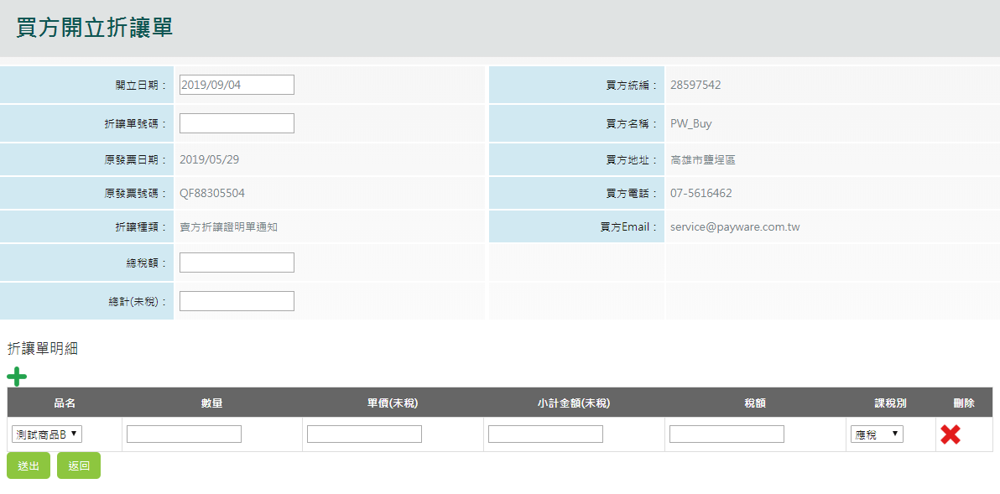 買方開立折讓單
開立日期： 2019/09/04 買方統編： 28597542
折讓單號碼： 買方名稱： PW_Buy
原發票日期： 2019/05/29 買方地址： 高雄市鹽埕區
原發票號碼： QF88305504 買方電話： 07-5616462
折讓種類： 賣方折讓證明單通知 買方Email： service@payware.com.tw
總稅額：
總計(未稅)：
折讓單明細
品名 數量 單價(未稅) 小計金額(未稅) 稅額 課稅別 刪除
測試商品B 應稅
送出 返回